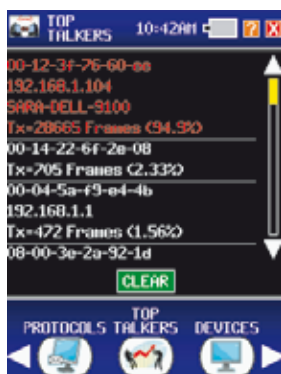 TOP
TALKERS 10:42AM ? X
00-12-3f-76-60-aa
192.168.1.104
SARA-DELL-9100
Tx=28665 Frames (94.9%)
00-14-22-6f-2e-08
Tx=705 Frames (2.33%)
00-04-5a-f9-e4-4b
192.168.1.1
Tx=472 Frames (1.56%)
08-00-3e-2a-92-1d
CLEAR
PROTOCOLS TOP TALKERS DEVICES